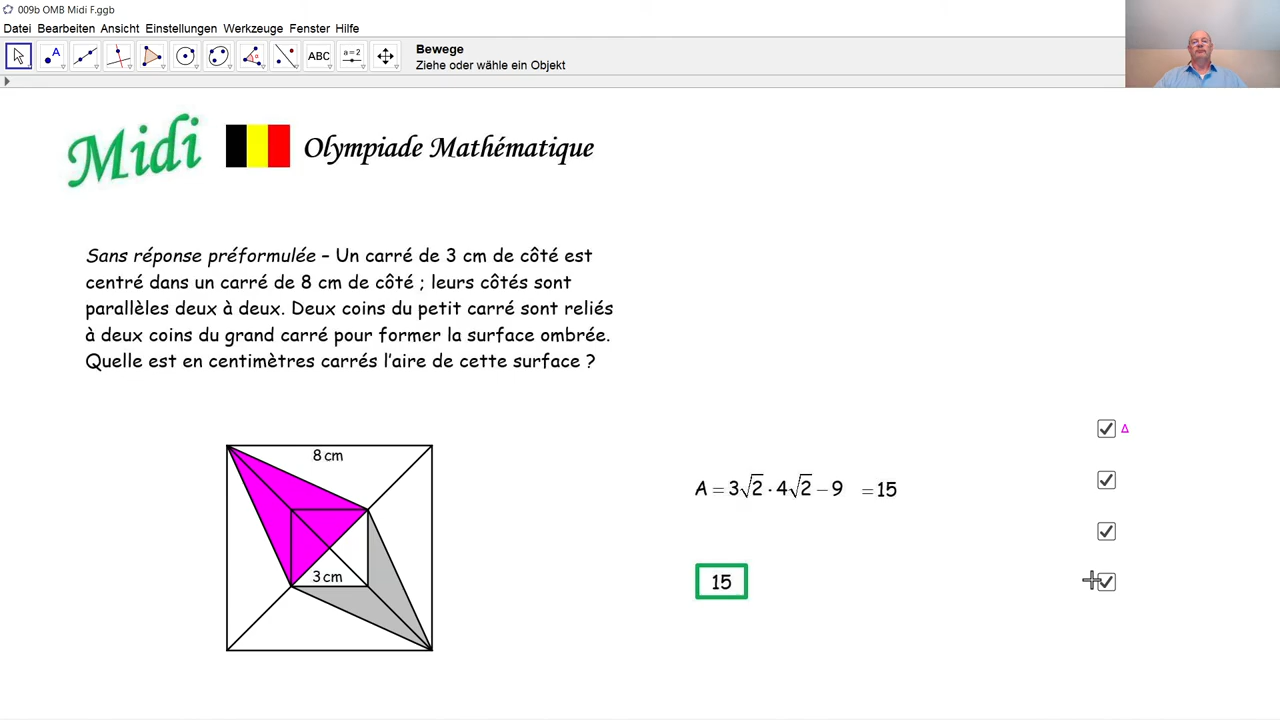 009b OMB Midi F.ggb
Datei Bearbeiten Ansicht Einstellungen Werkzeuge Fenster Hilfe
A
ABC
a=2
Bewege
Ziehe oder wähle ein Objekt
Midi
Olympiade Mathématique
Sans réponse préformulée – Un carré de 3 cm de côté est
centré dans un carré de 8 cm de côté ; leurs côtés sont
parallèles deux à deux. Deux coins du petit carré sont reliés
à deux coins du grand carré pour former la surface ombrée.
Quelle est en centimètres carrés l’aire de cette surface ?
8 cm
3 cm
A = 3√2 · 4√2 − 9 = 15
15
Δ